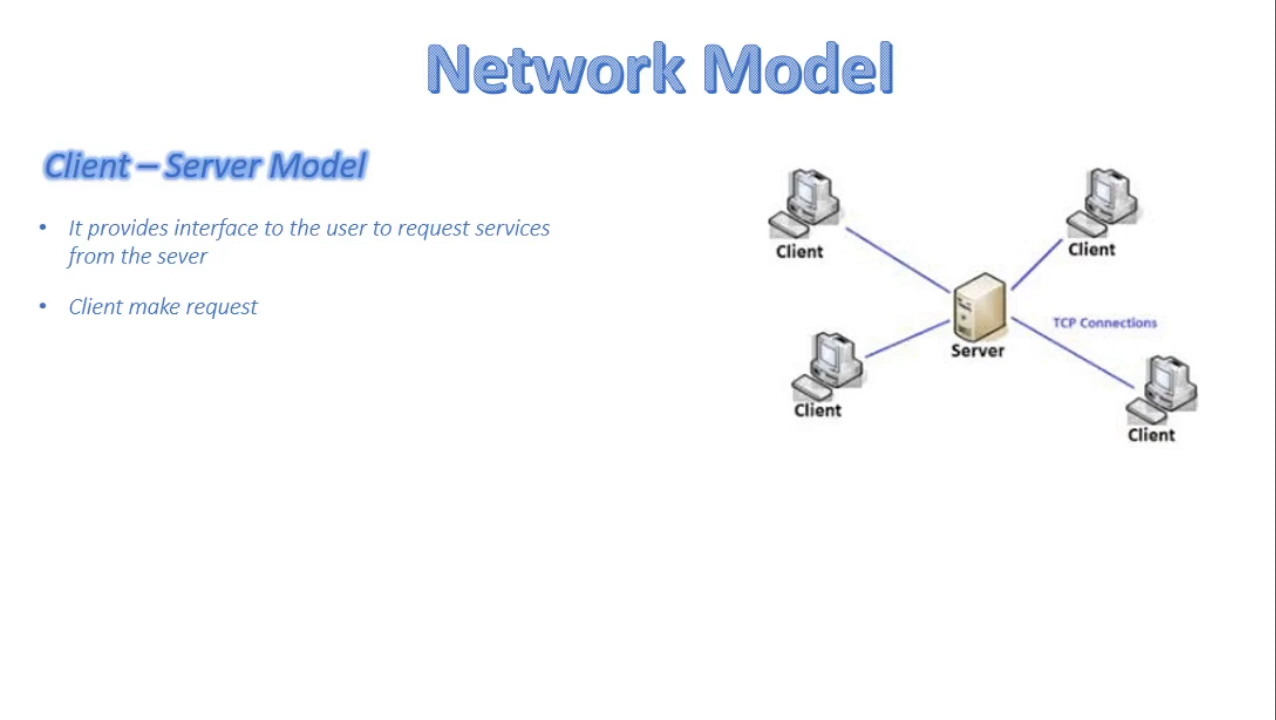 Network Model
Client – Server Model
• It provides interface to the user to request services
from the sever
• Client make request
Client
Client
Server
TCP Connections
Client
Client